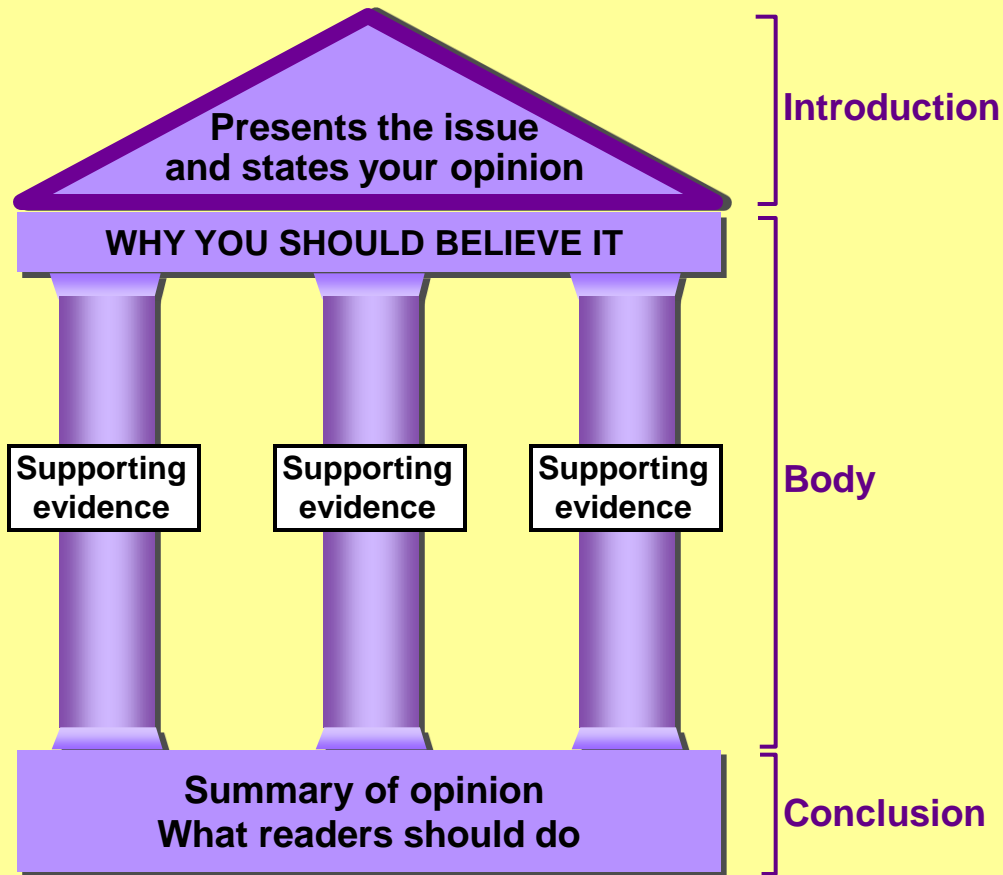 Presents the issue
and states your opinion
Introduction
WHY YOU SHOULD BELIEVE IT
Supporting
evidence
Supporting
evidence
Supporting
evidence
Body
Summary of opinion
What readers should do
Conclusion